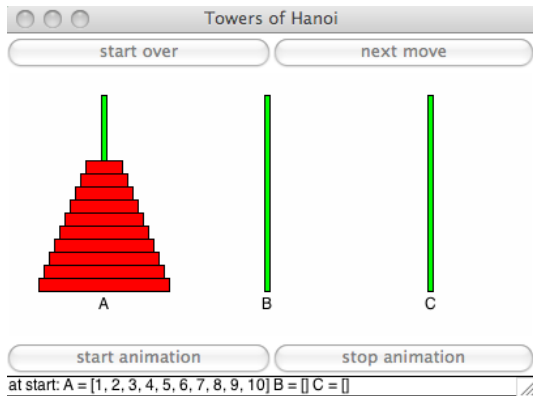 Towers of Hanoi
start over next move
A B C
start animation stop animation
at start: A = [1, 2, 3, 4, 5, 6, 7, 8, 9, 10] B = [] C = []